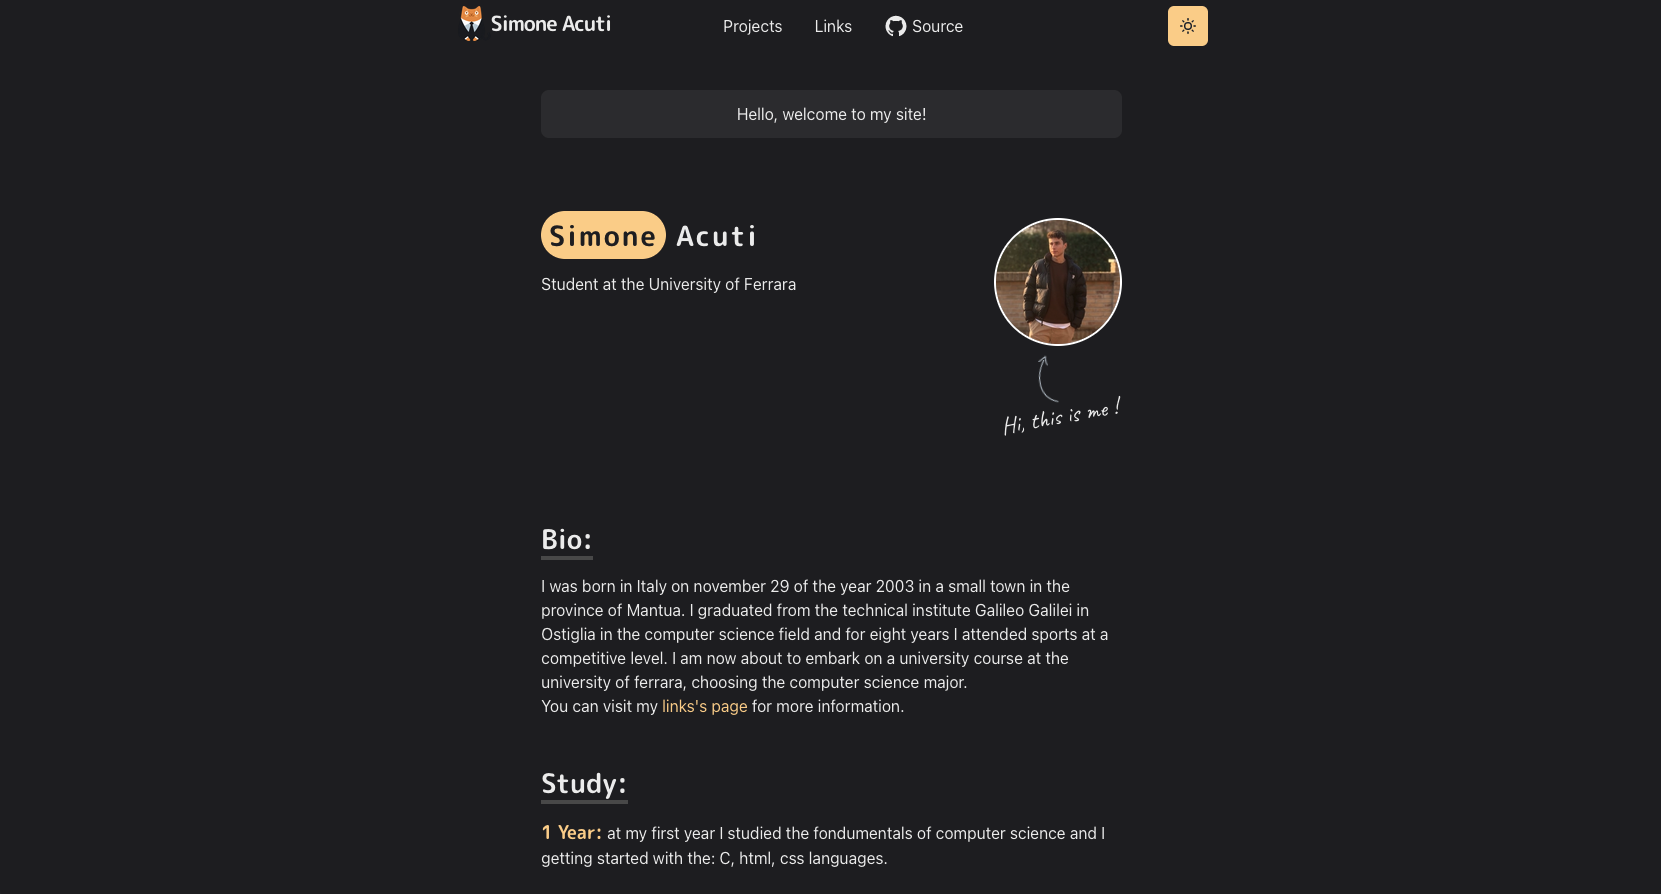 Simone Acuti
Projects
Links
Source
Hello, welcome to my site!
Simone Acuti
Student at the University of Ferrara
Hi, this is me !
Bio:
I was born in Italy on november 29 of the year 2003 in a small town in the
province of Mantua. I graduated from the technical institute Galileo Galilei in
Ostiglia in the computer science field and for eight years I attended sports at a
competitive level. I am now about to embark on a university course at the
university of ferrara, choosing the computer science major.
You can visit my links's page for more information.
Study:
1 Year: at my first year I studied the fondumentals of computer science and I
getting started with the: C, html, css languages.